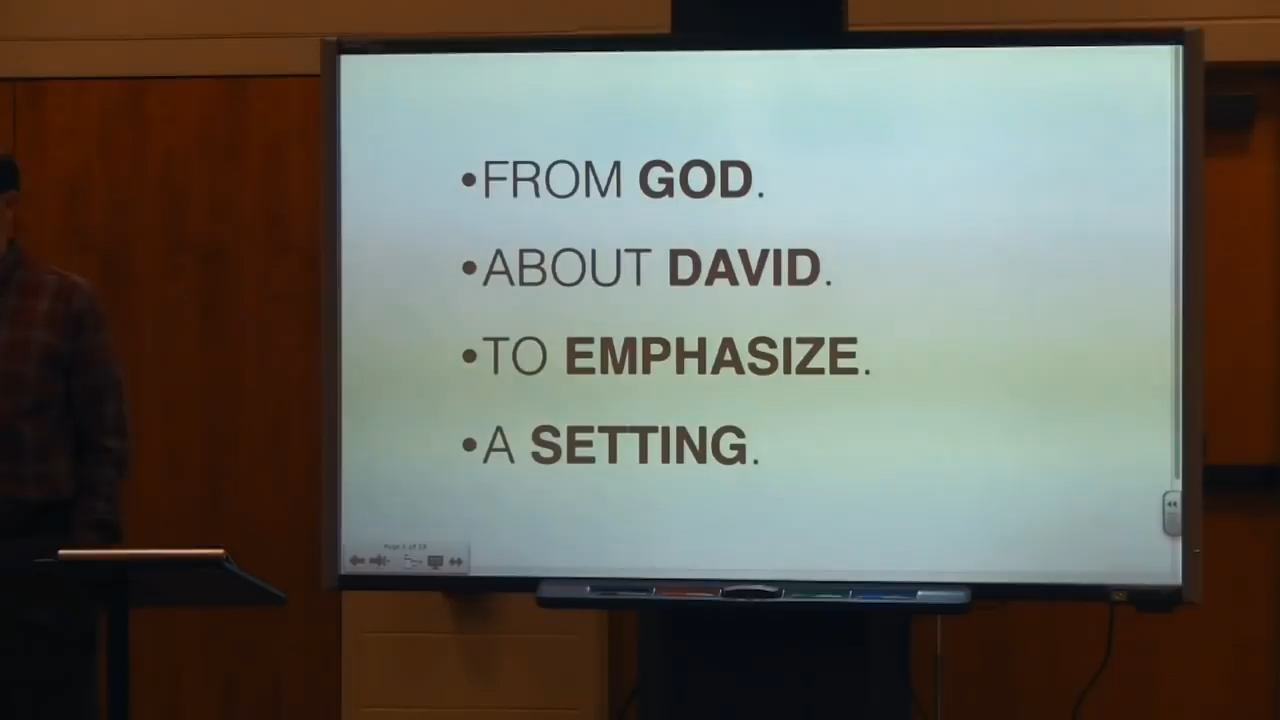 •FROM GOD.
•ABOUT DAVID.
•TO EMPHASIZE.
•A SETTING.